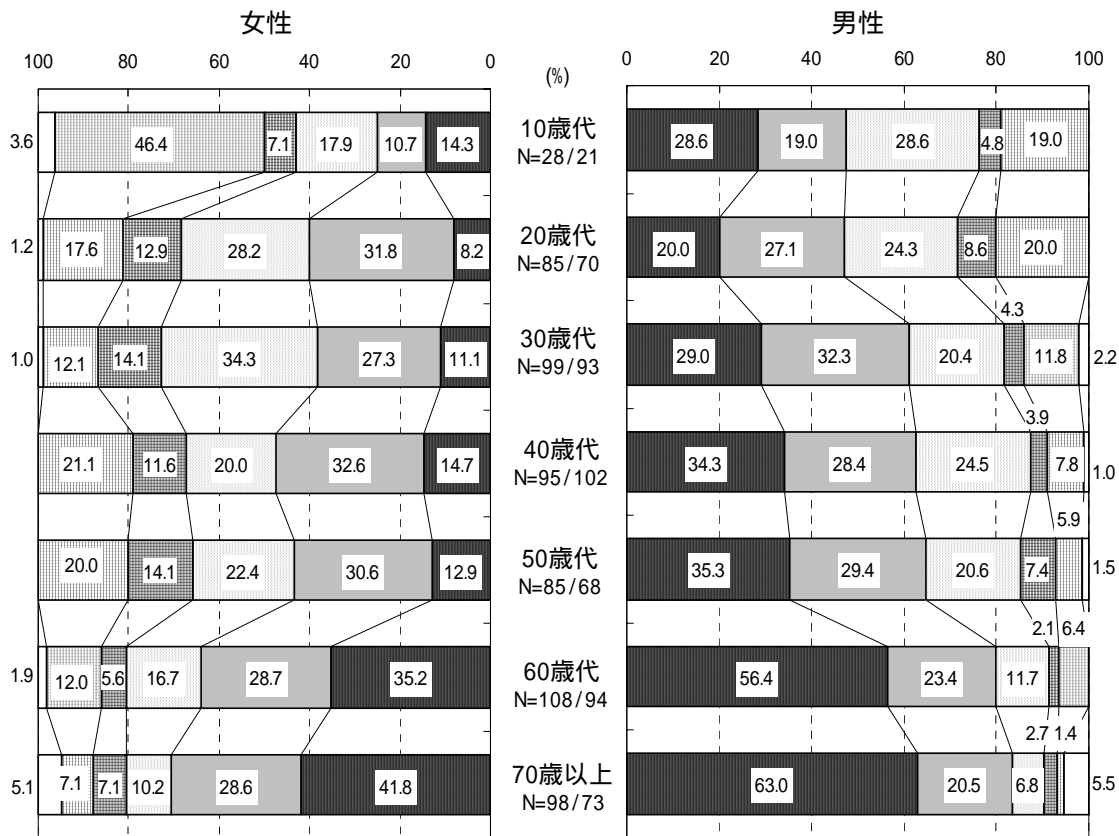 女性 男性
100 80 60 40 20 0 (%) 0 20 40 60 80 100
3.6 46.4 7.1 17.9 10.7 14.3 10歳代 28.6 19.0 28.6 4.8 19.0
N=28/21
1.2 17.6 12.9 28.2 31.8 8.2 20歳代 20.0 27.1 24.3 8.6 20.0
N=85/70
4.3
1.0 12.1 14.1 34.3 27.3 11.1 30歳代 29.0 32.3 20.4 11.8 2.2
N=99/93
3.9
21.1 11.6 20.0 32.6 14.7 40歳代 34.3 28.4 24.5 7.8 1.0
N=95/102
5.9
20.0 14.1 22.4 30.6 12.9 50歳代 35.3 29.4 20.6 7.4 1.5
N=85/68
2.1 6.4
1.9 12.0 5.6 16.7 28.7 35.2 60歳代 56.4 23.4 11.7
N=108/94
2.7 1.4
5.1 7.1 7.1 10.2 28.6 41.8 70歳以上 63.0 20.5 6.8 5.5
N=98/73